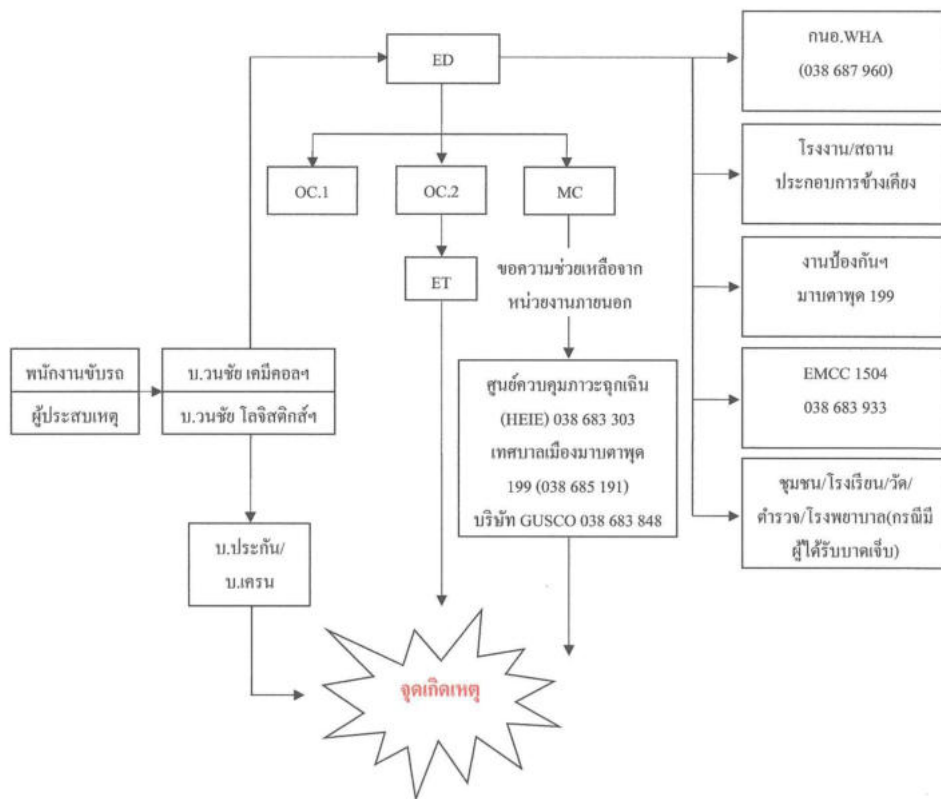 ED
กนอ.WHA
(038 687 960)
OC.1
OC.2
MC
โรงงาน/สถาน
ประกอบการข้างเคียง
ET
ขอความช่วยเหลือจาก
หน่วยงานภายนอก
งานป้องกันฯ
มาบตาพุด 199
พนักงานขับรถ
ผู้ประสบเหตุ
บ.วนชัย เคมีคอลฯ
บ.วนชัย โลจิสติกส์ฯ
ศูนย์ควบคุมภาวะฉุกเฉิน
(HEIE) 038 683 303
เทศบาลเมืองมาบตาพุด
199 (038 685 191)
บริษัท GUSCO 038 683 848
EMCC 1504
038 683 933
ชุมชน/โรงเรียน/วัด/
ตำรวจ/โรงพยาบาล(กรณีมี
ผู้ได้รับบาดเจ็บ)
บ.ประกัน/
บ.เครน
จุดเกิดเหตุ